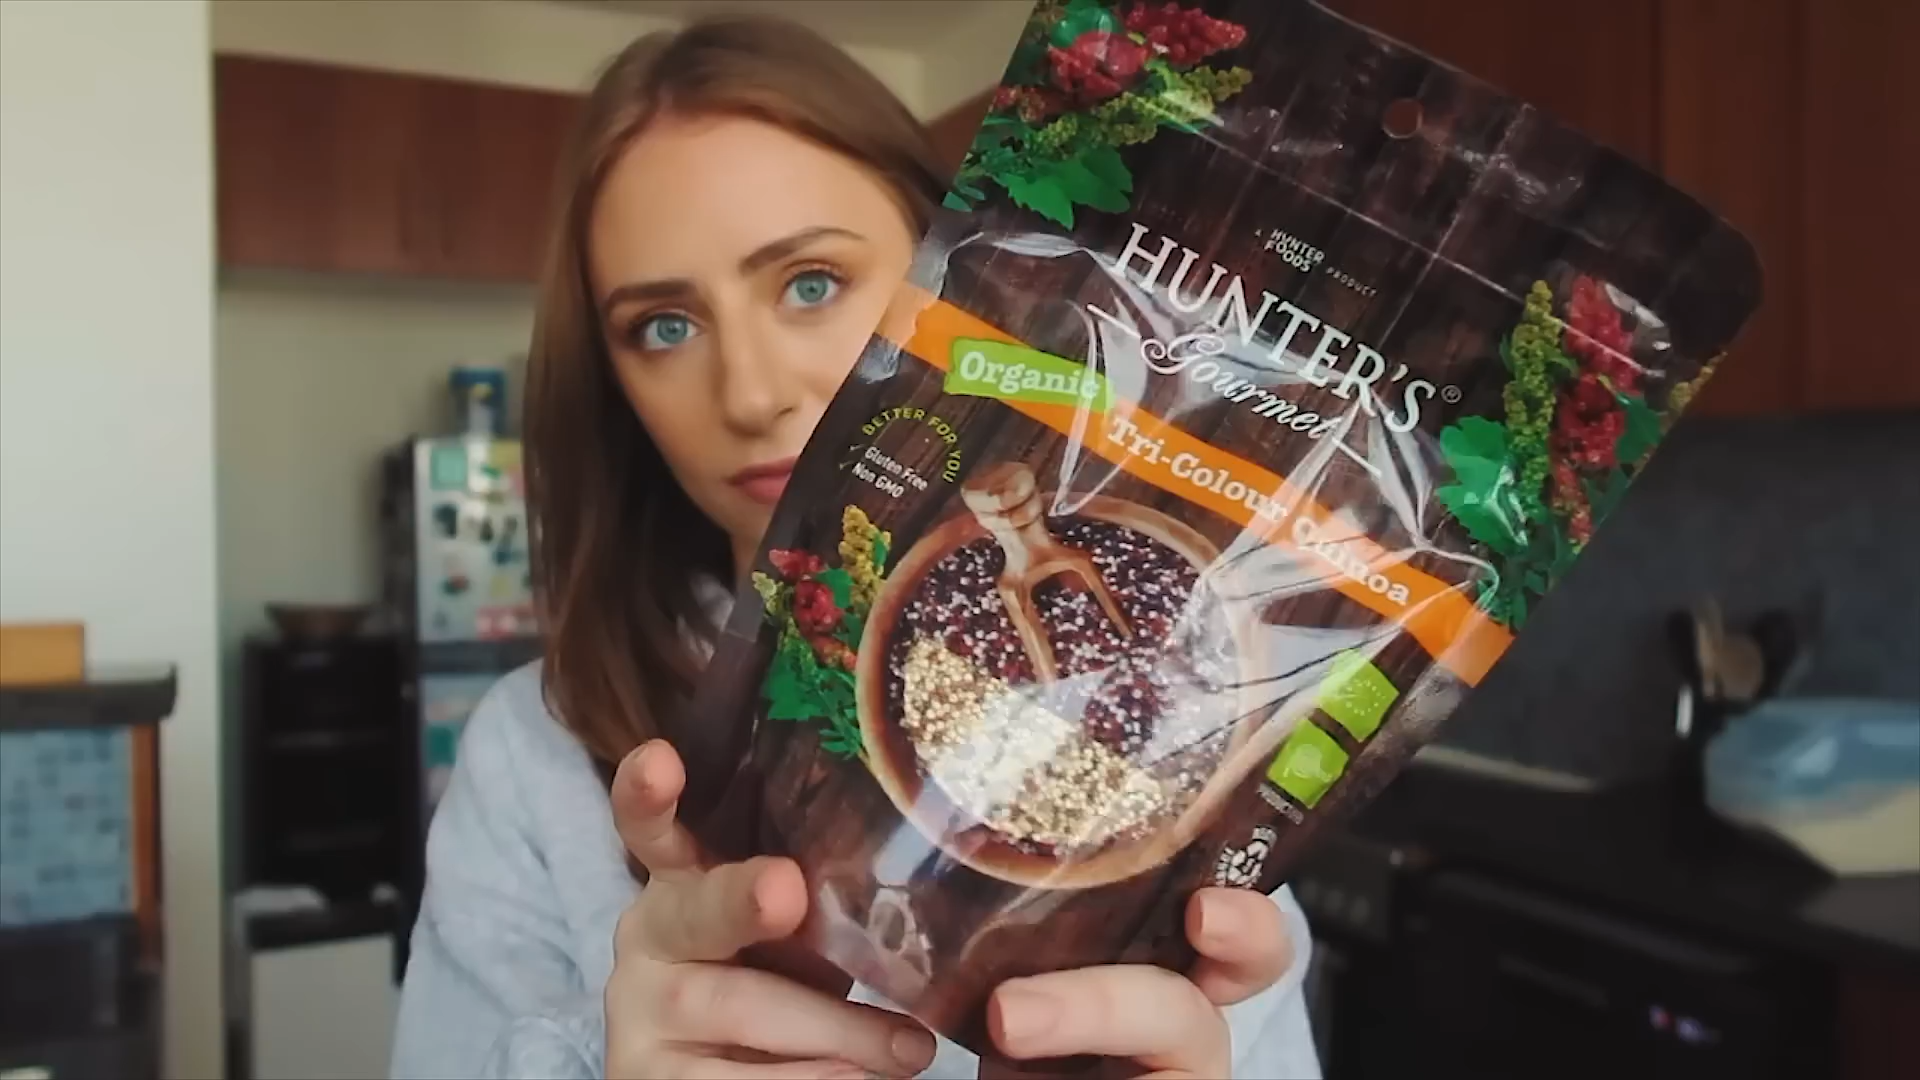 A HUNTER FOODS PRODUCT
HUNTER'S®
Gourmet
Organic
Tri-Colour Quinoa
BETTER FOR YOU
✓ Gluten Free
✓ Non GMO